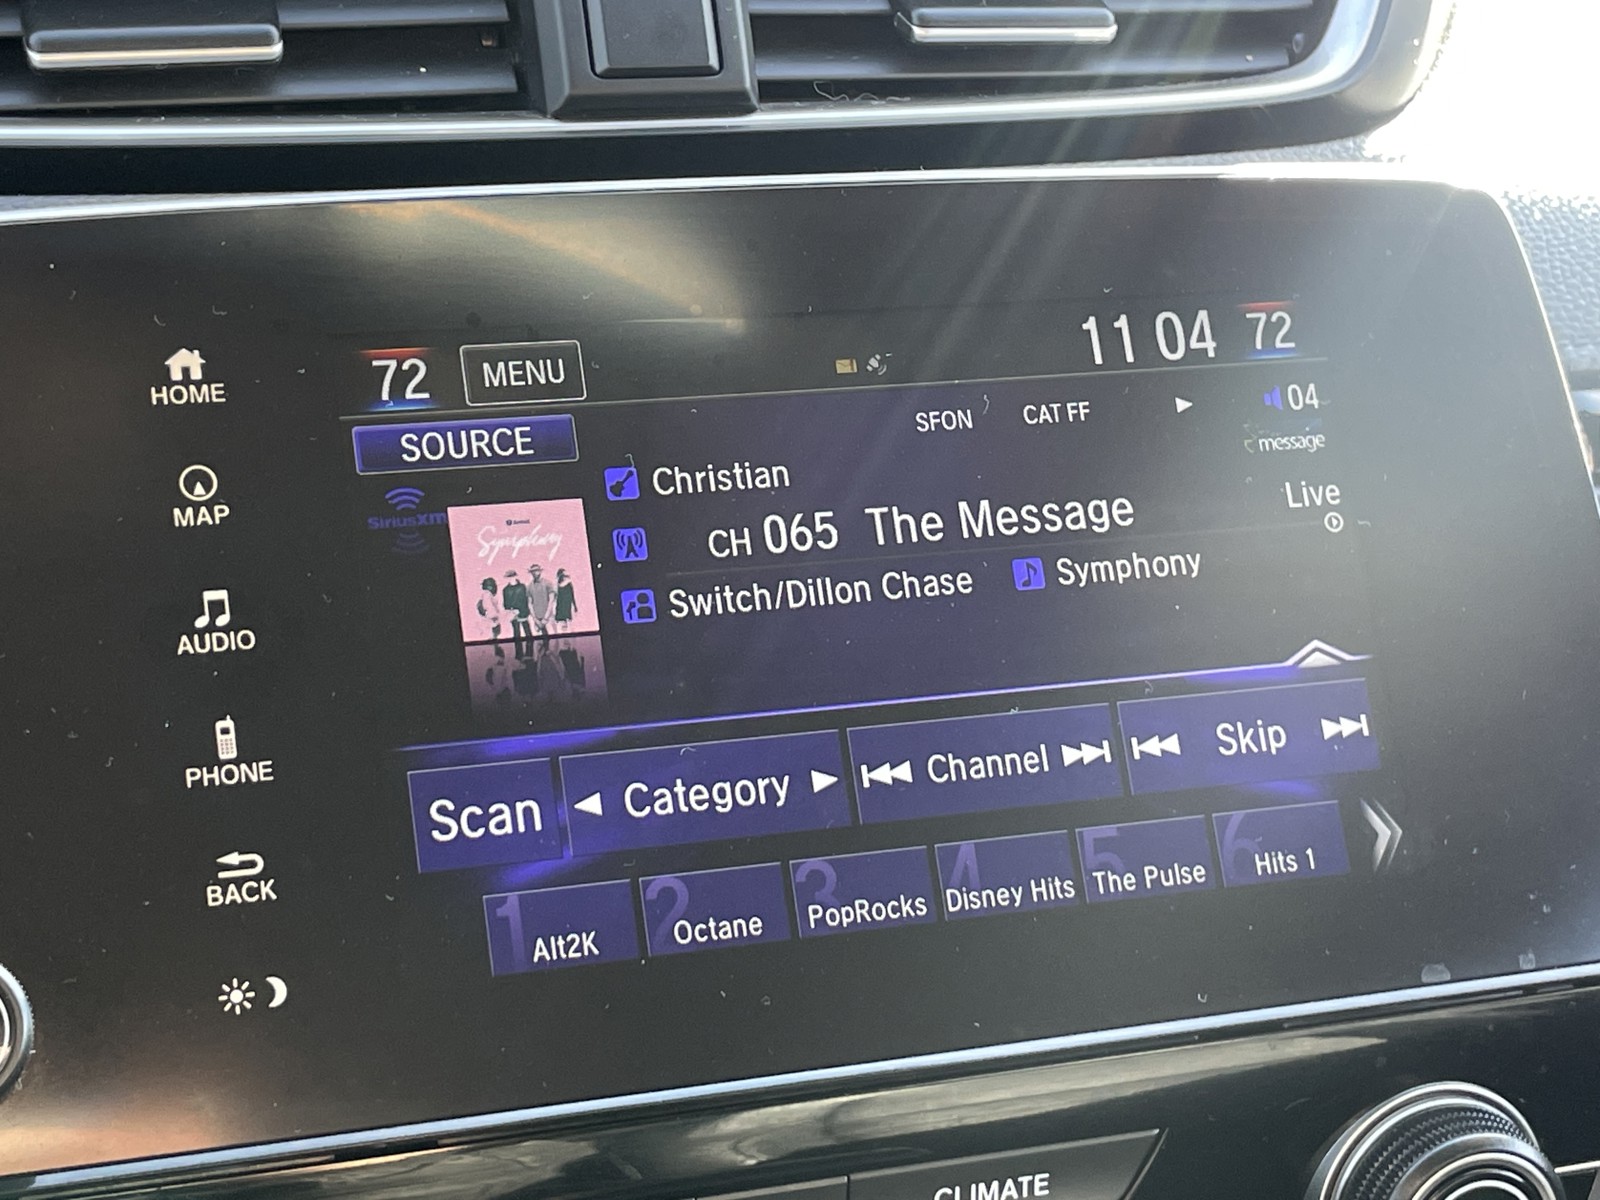 HOME
MAP
AUDIO
PHONE
BACK
72 MENU 11 04 72
SOURCE SFON CAT FF 04
message
SiriusXM
Symphony
Christian
CH 065 The Message Live
Switch/Dillon Chase Symphony
Scan Category Channel Skip
1 Alt2K
2 Octane
3 PopRocks
4 Disney Hits
5 The Pulse
6 Hits 1
CLIMATE